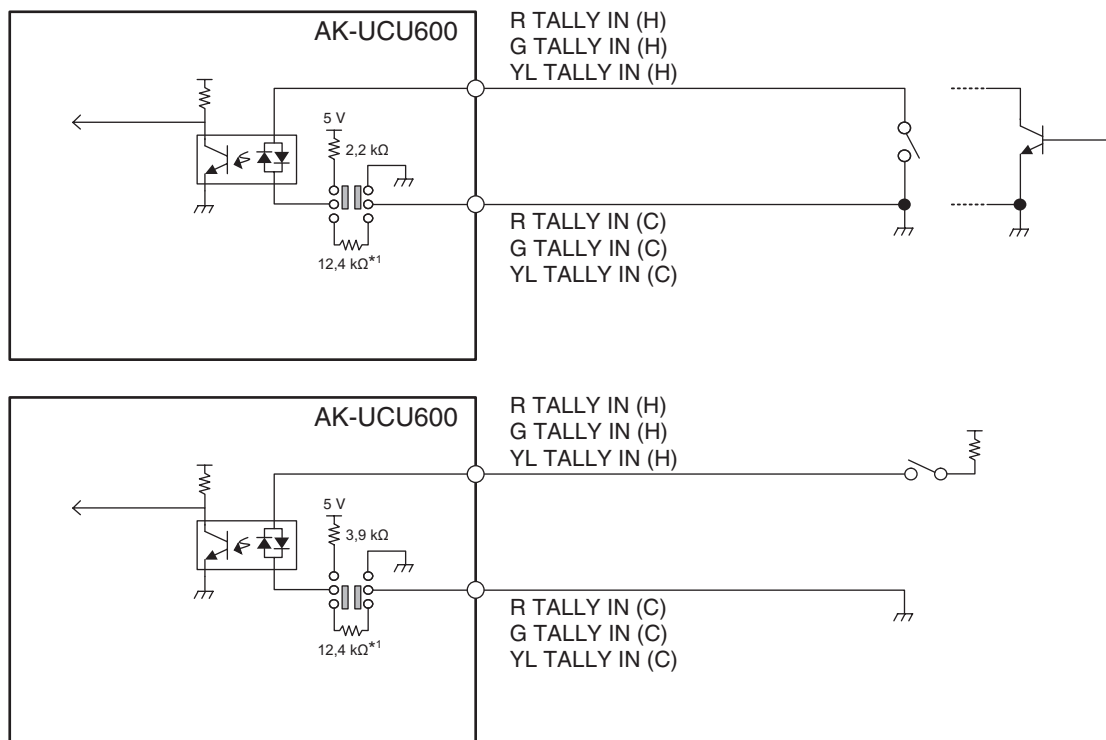 AK-UCU600
R TALLY IN (H)
G TALLY IN (H)
YL TALLY IN (H)
5 V
2,2 kΩ
12,4 kΩ*1
R TALLY IN (C)
G TALLY IN (C)
YL TALLY IN (C)
AK-UCU600
R TALLY IN (H)
G TALLY IN (H)
YL TALLY IN (H)
5 V
3,9 kΩ
12,4 kΩ*1
R TALLY IN (C)
G TALLY IN (C)
YL TALLY IN (C)